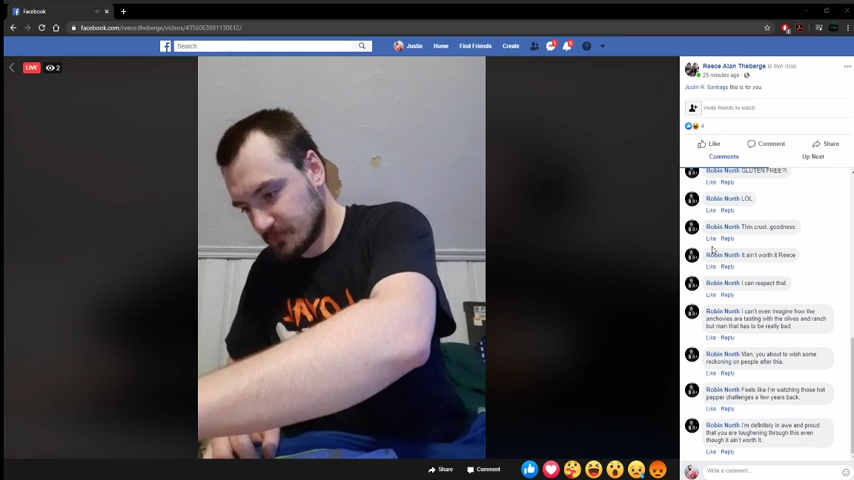 Facebook
facebook.com/reece.theberge/videos/4356063881130612/
Search
Justin Home Find Friends Create
LIVE 2
Reece Alan Theberge is live now
25 minutes ago
Justin R. Santiago this is for you.
Invite friends to watch
4
Like Comment Share
Comments Up Next
Robin North GLUTEN FREE?!
Like Reply
Robin North LOL
Like Reply
Robin North Thin crust..goodness.
Like Reply
Robin North It ain't worth it Reece
Like Reply
Robin North I can respect that.
Like Reply
Robin North I can't even imagine how the
anchovies are tasting with the olives and ranch
but man that has to be really bad
Like Reply
Robin North Man, you about to wish some
reckoning on people after this.
Like Reply
Robin North Feels like I'm watching those hot
pepper challenges a few years back.
Like Reply
Robin North I'm definitely in awe and proud
that you are toughening through this even
though it ain't worth it.
Like Reply
Share Comment
Write a comment...